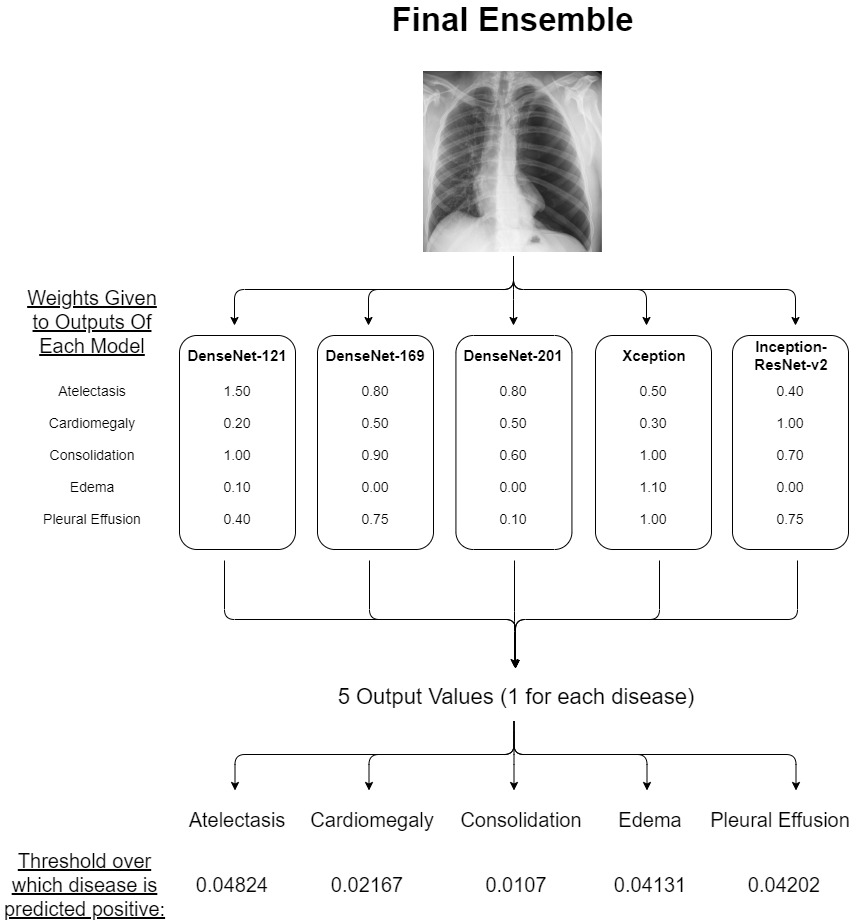 Final Ensemble
Weights Given
to Outputs Of
Each Model
DenseNet-121 DenseNet-169 DenseNet-201 Xception Inception-
ResNet-v2
Atelectasis 1.50 0.80 0.80 0.50 0.40
Cardiomegaly 0.20 0.50 0.50 0.30 1.00
Consolidation 1.00 0.90 0.60 1.00 0.70
Edema 0.10 0.00 0.00 1.10 0.00
Pleural Effusion 0.40 0.75 0.10 1.00 0.75
5 Output Values (1 for each disease)
Atelectasis Cardiomegaly Consolidation Edema Pleural Effusion
Threshold over
which disease is
predicted positive:
0.04824 0.02167 0.0107 0.04131 0.04202